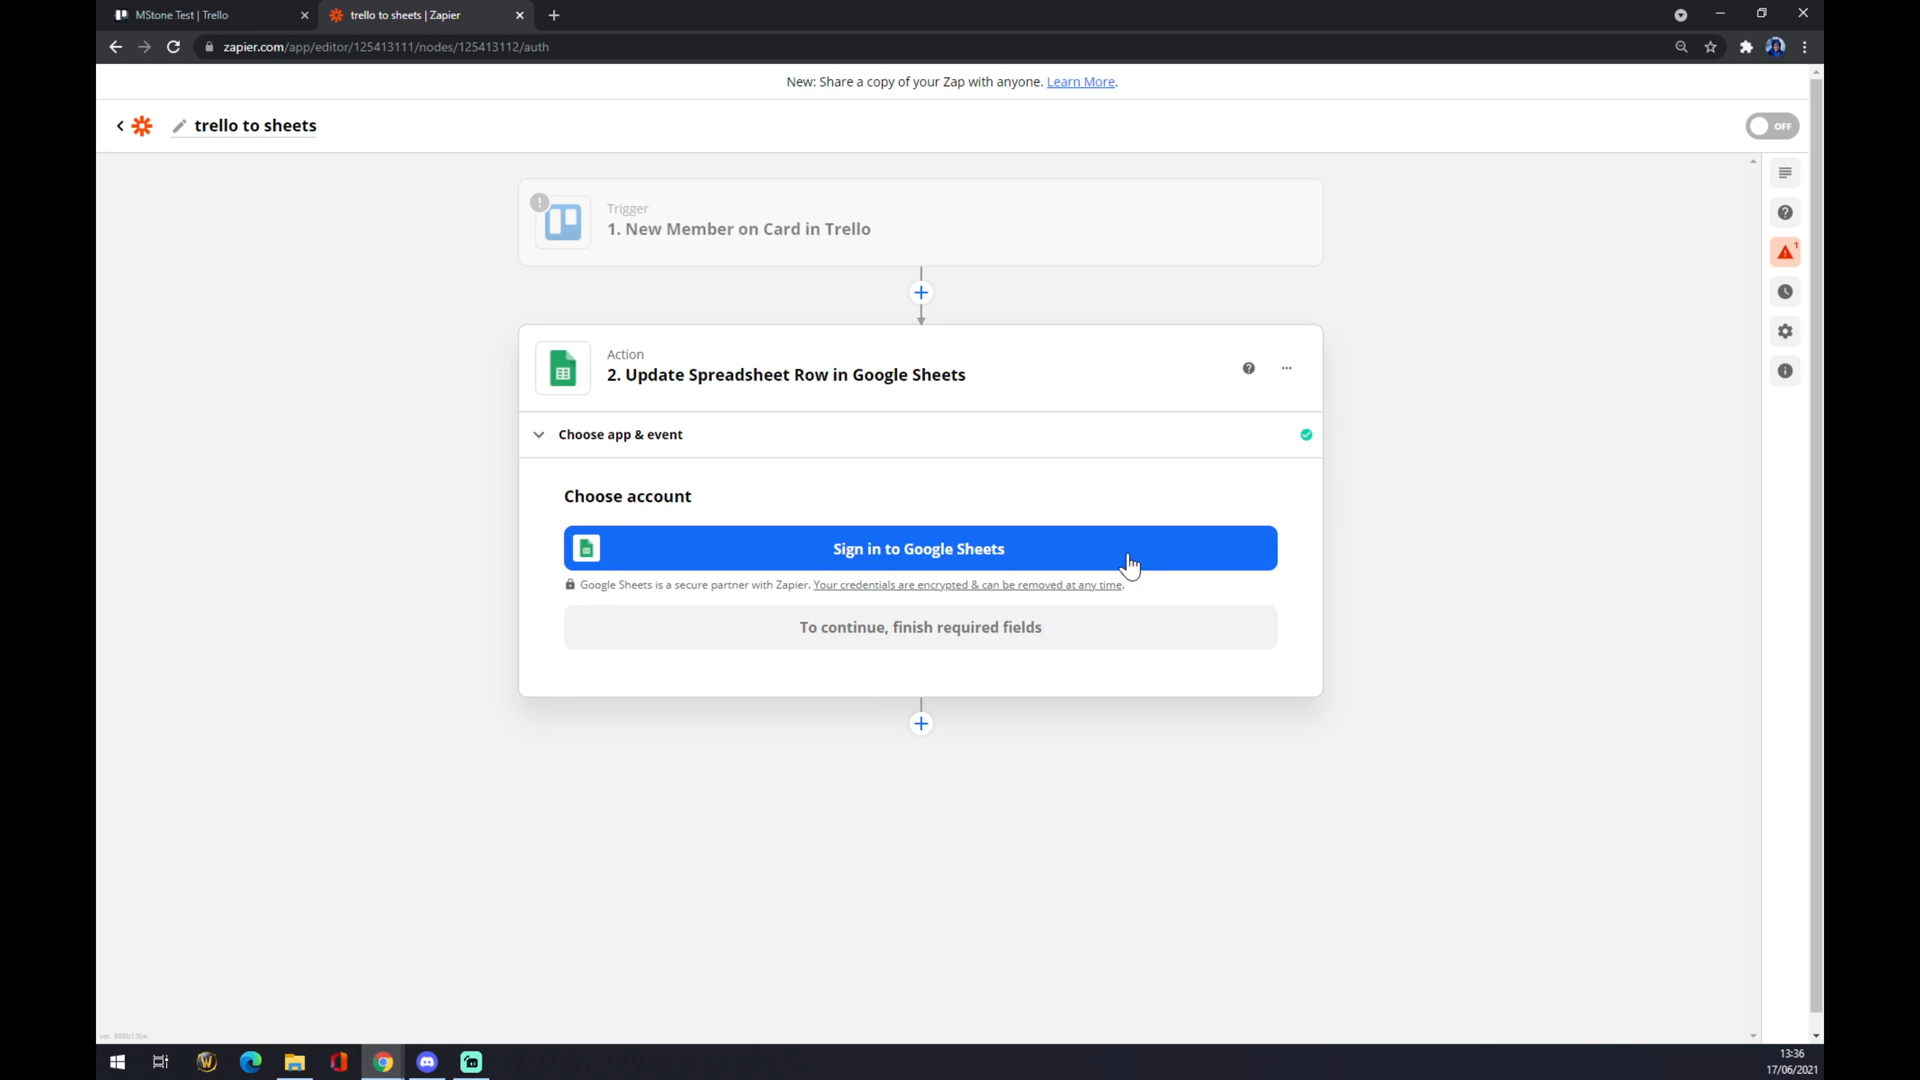 MStone Test | Trello
trello to sheets | Zapier
zapier.com/app/editor/125413111/nodes/125413112/auth
New: Share a copy of your Zap with anyone. Learn More.
trello to sheets
OFF
Trigger
1. New Member on Card in Trello
1
Action
2. Update Spreadsheet Row in Google Sheets
Choose app & event
Choose account
Sign in to Google Sheets
Google Sheets is a secure partner with Zapier. Your credentials are encrypted & can be removed at any time.
To continue, finish required fields
13:36
17/06/2021